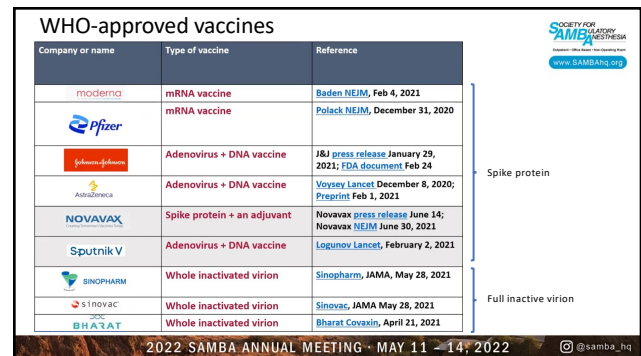 WHO-approved vaccines
SOCIETY FOR
AMBULATORY
ANESTHESIA
Outpatient • Office Based • Non-Operating Room
www.SAMBAhq.org
Company or name Type of vaccine Reference
moderna mRNA vaccine Baden NEJM, Feb 4, 2021
Pfizer mRNA vaccine Polack NEJM, December 31, 2020
Johnson&Johnson Adenovirus + DNA vaccine J&J press release January 29,
2021; FDA document Feb 24
AstraZeneca Adenovirus + DNA vaccine Voysey Lancet December 8, 2020;
Preprint Feb 1, 2021
NOVAVAX Spike protein + an adjuvant Novavax press release June 14;
Novavax NEJM June 30, 2021
Sputnik V Adenovirus + DNA vaccine Logunov Lancet, February 2, 2021
Spike protein
SINOPHARM Whole inactivated virion Sinopharm, JAMA, May 28, 2021
sinovac Whole inactivated virion Sinovac, JAMA May 28, 2021
BHARAT Whole inactivated virion Bharat Covaxin, April 21, 2021
Full inactive virion
2022 SAMBA ANNUAL MEETING · MAY 11 – 14, 2022
@samba_hq